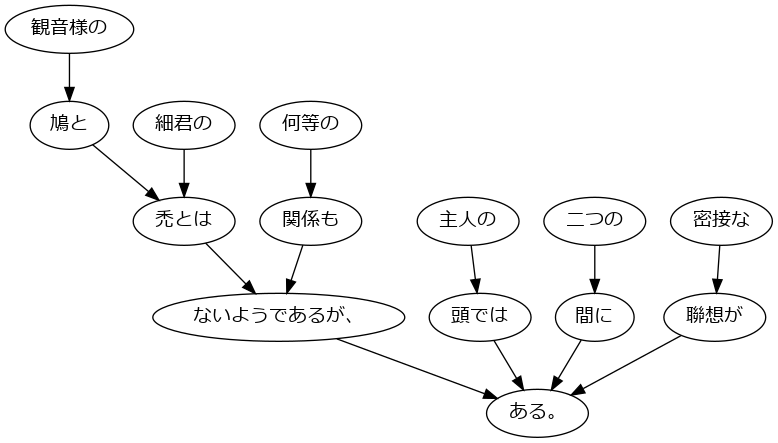 観音様の
鳩と
細君の
何等の
禿とは
関係も
主人の
二つの
密接な
ないようであるが、
頭では
間に
聯想が
ある。